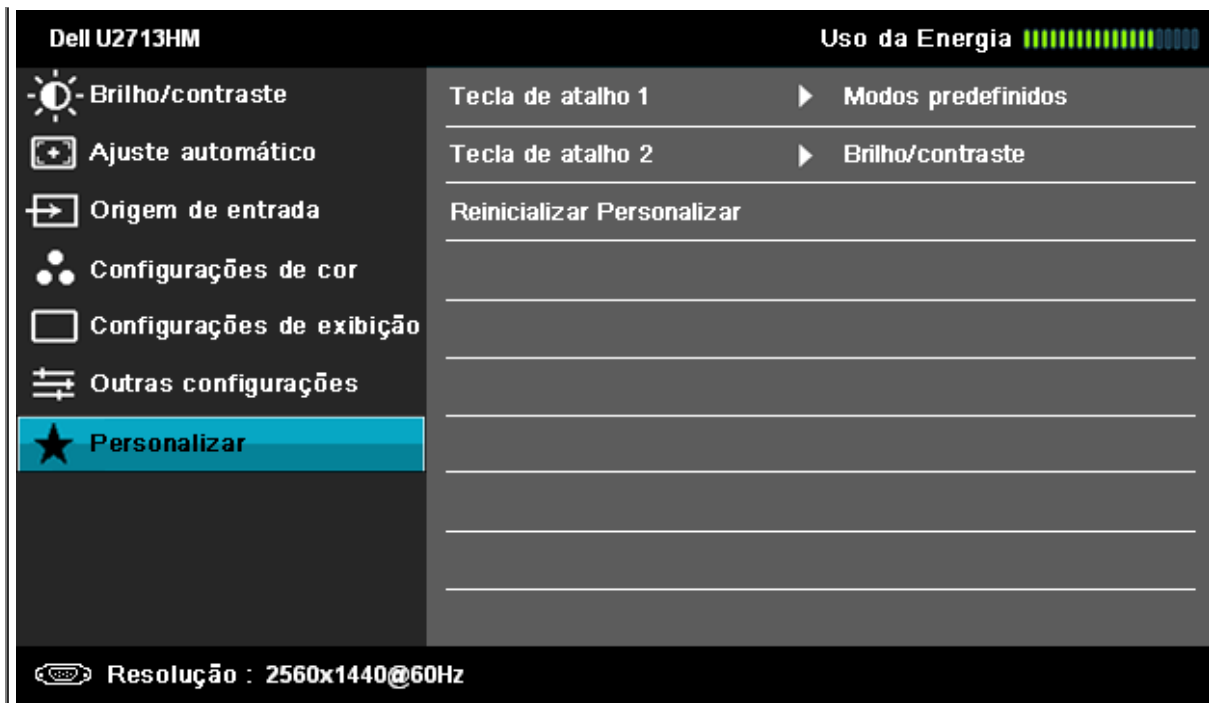 Dell U2713HM
Uso da Energia
Brilho/contraste
Ajuste automático
Origem de entrada
Configurações de cor
Configurações de exibição
Outras configurações
Personalizar
Tecla de atalho 1
Modos predefinidos
Tecla de atalho 2
Brilho/contraste
Reinicializar Personalizar
Resolução : 2560x1440@60Hz